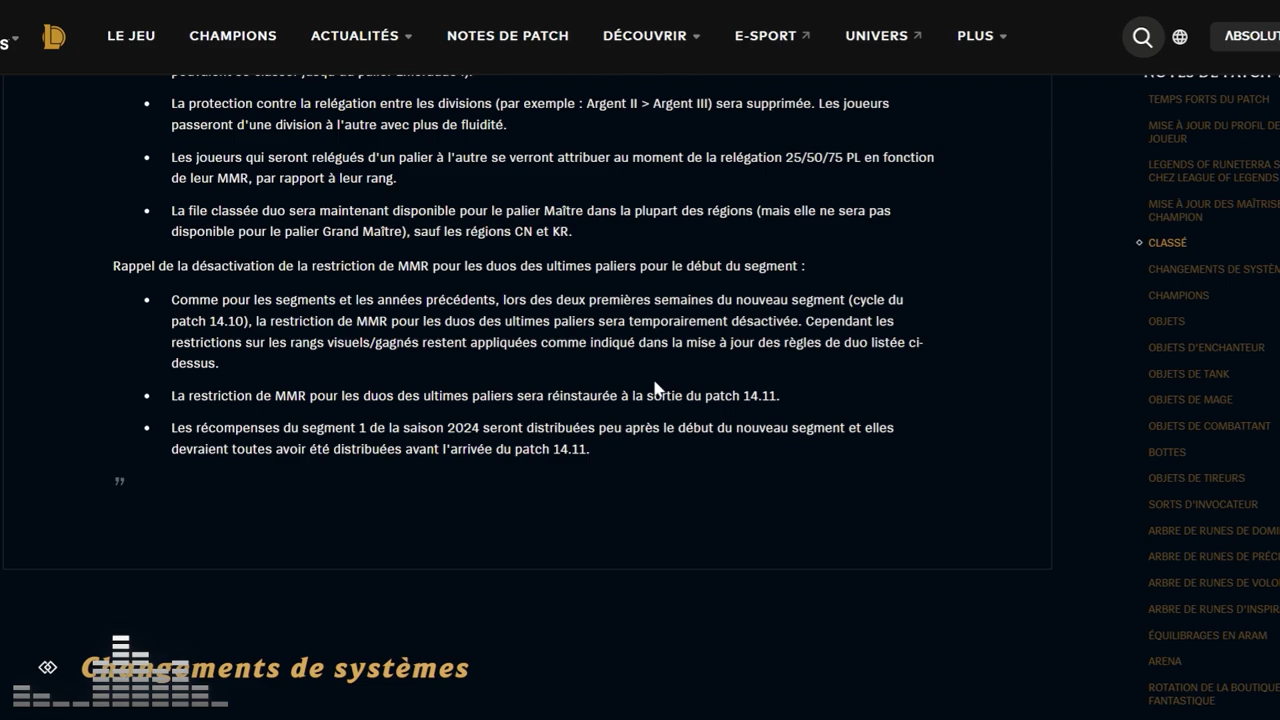 S
LE JEU
CHAMPIONS
ACTUALITÉS
NOTES DE PATCH
DÉCOUVRIR
E-SPORT
UNIVERS
PLUS
ABSOLUT
pouvaient se classer jusqu'au palier Émeraude I).
La protection contre la relégation entre les divisions (par exemple : Argent II > Argent III) sera supprimée. Les joueurs
passeront d'une division à l'autre avec plus de fluidité.
Les joueurs qui seront relégués d'un palier à l'autre se verront attribuer au moment de la relégation 25/50/75 PL en fonction
de leur MMR, par rapport à leur rang.
La file classée duo sera maintenant disponible pour le palier Maître dans la plupart des régions (mais elle ne sera pas
disponible pour le palier Grand Maître), sauf les régions CN et KR.
Rappel de la désactivation de la restriction de MMR pour les duos des ultimes paliers pour le début du segment :
Comme pour les segments et les années précédents, lors des deux premières semaines du nouveau segment (cycle du
patch 14.10), la restriction de MMR pour les duos des ultimes paliers sera temporairement désactivée. Cependant les
restrictions sur les rangs visuels/gagnés restent appliquées comme indiqué dans la mise à jour des règles de duo listée ci-
dessus.
La restriction de MMR pour les duos des ultimes paliers sera réinstaurée à la sortie du patch 14.11.
Les récompenses du segment 1 de la saison 2024 seront distribuées peu après le début du nouveau segment et elles
devraient toutes avoir été distribuées avant l'arrivée du patch 14.11.
”
Changements de systèmes
NOTES DE PATCH
TEMPS FORTS DU PATCH
MISE À JOUR DU PROFIL DE
JOUEUR
LEGENDS OF RUNETERRA S
CHEZ LEAGUE OF LEGENDS
MISE À JOUR DES MAÎTRIS
CHAMPION
CLASSÉ
CHANGEMENTS DE SYSTÈM
CHAMPIONS
OBJETS
OBJETS D'ENCHANTEUR
OBJETS DE TANK
OBJETS DE MAGE
OBJETS DE COMBATTANT
BOTTES
OBJETS DE TIREURS
SORTS D'INVOCATEUR
ARBRE DE RUNES DE DOMI
ARBRE DE RUNES DE PRÉCI
ARBRE DE RUNES DE VOLO
ARBRE DE RUNES D'INSPIR
ÉQUILIBRAGES EN ARAM
ARENA
ROTATION DE LA BOUTIQUE
FANTASTIQUE